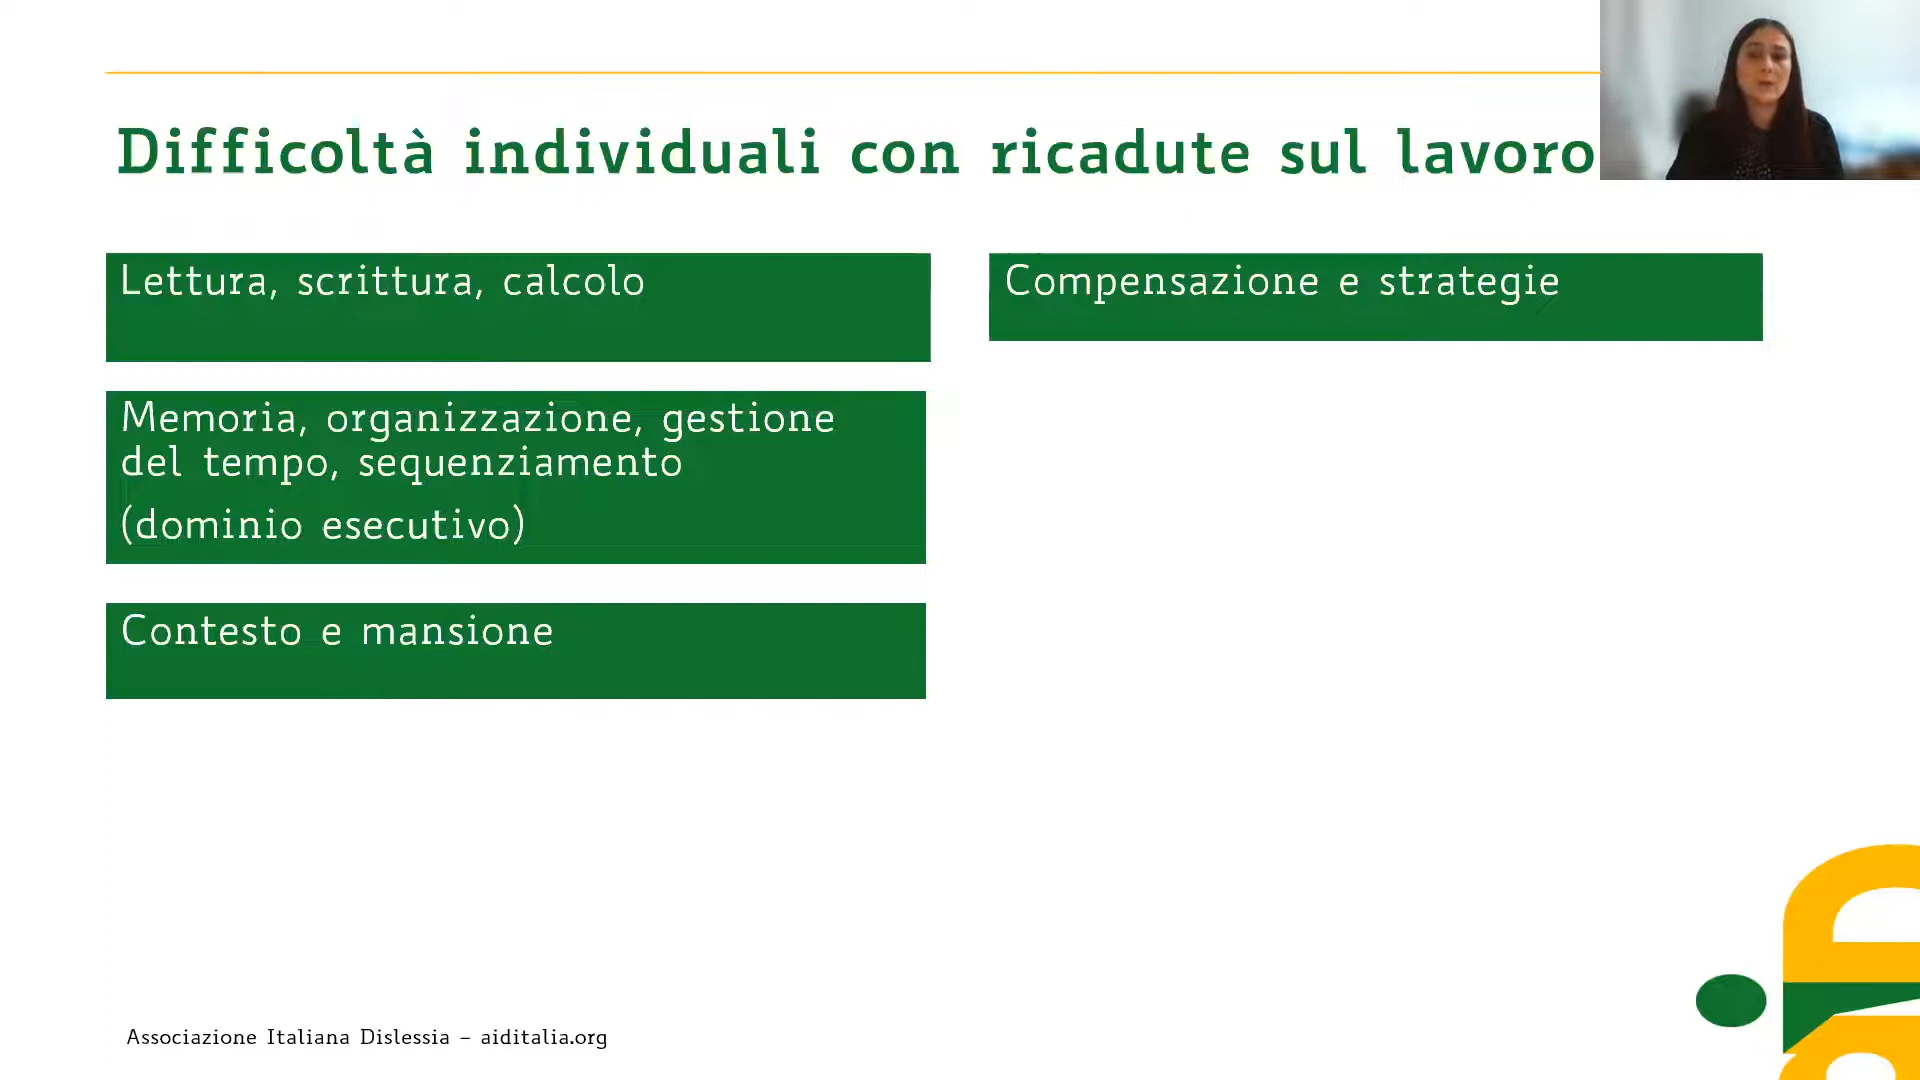 Difficoltà individuali con ricadute sul lavoro
Lettura, scrittura, calcolo
Memoria, organizzazione, gestione
del tempo, sequenziamento
(dominio esecutivo)
Contesto e mansione
Compensazione e strategie
Associazione Italiana Dislessia – aiditalia.org